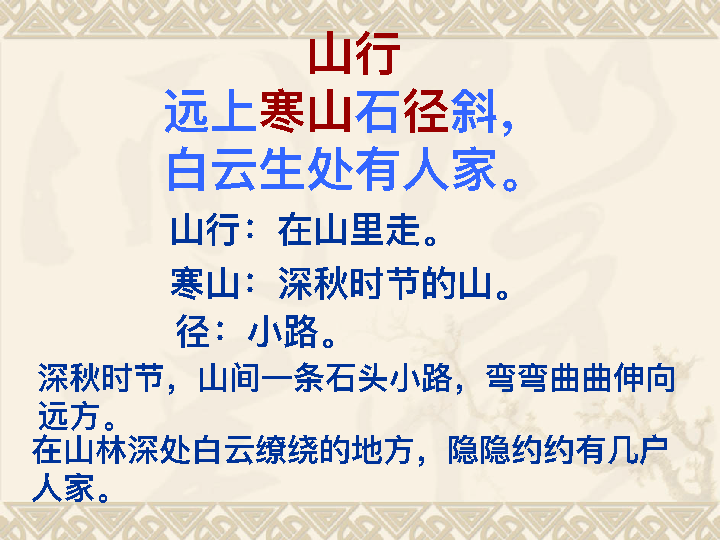 山行
远上寒山石径斜，
白云生处有人家。
山行：在山里走。
寒山：深秋时节的山。
径：小路。
深秋时节，山间一条石头小路，弯弯曲曲伸向
远方。
在山林深处白云缭绕的地方，隐隐约约有几户
人家。